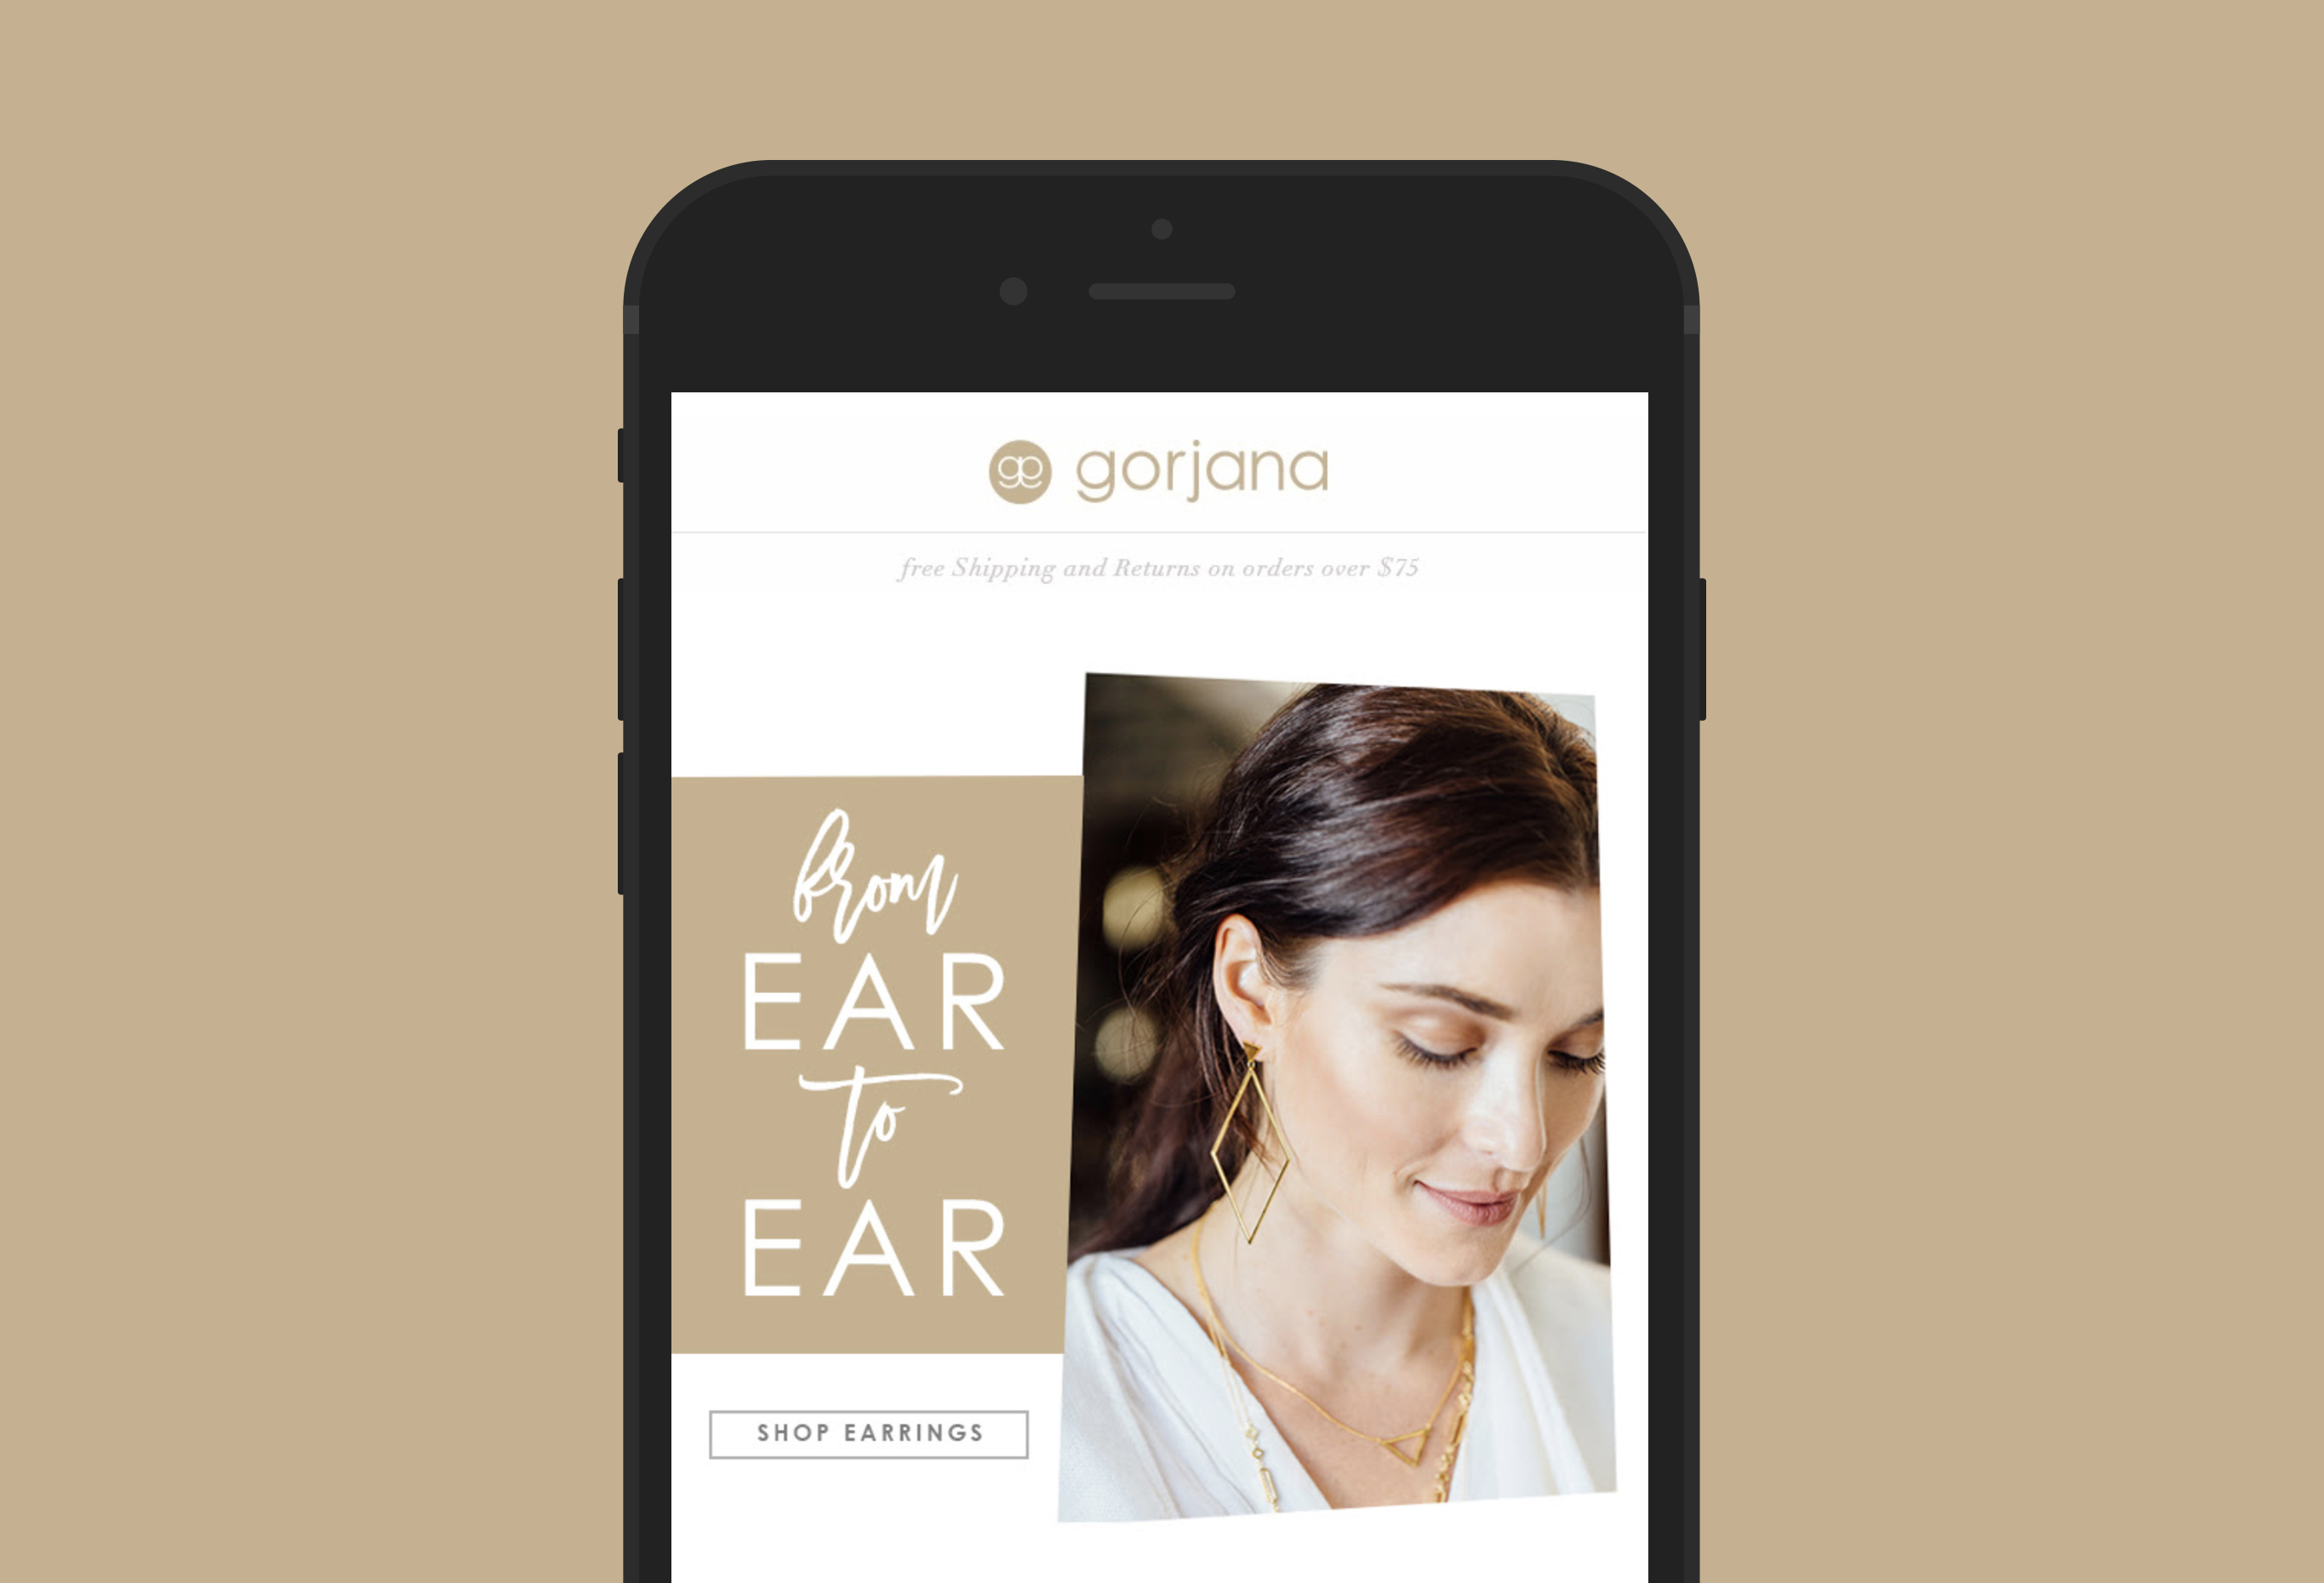 gorjana
free Shipping and Returns on orders over $75
from
EAR
to
EAR
SHOP EARRINGS